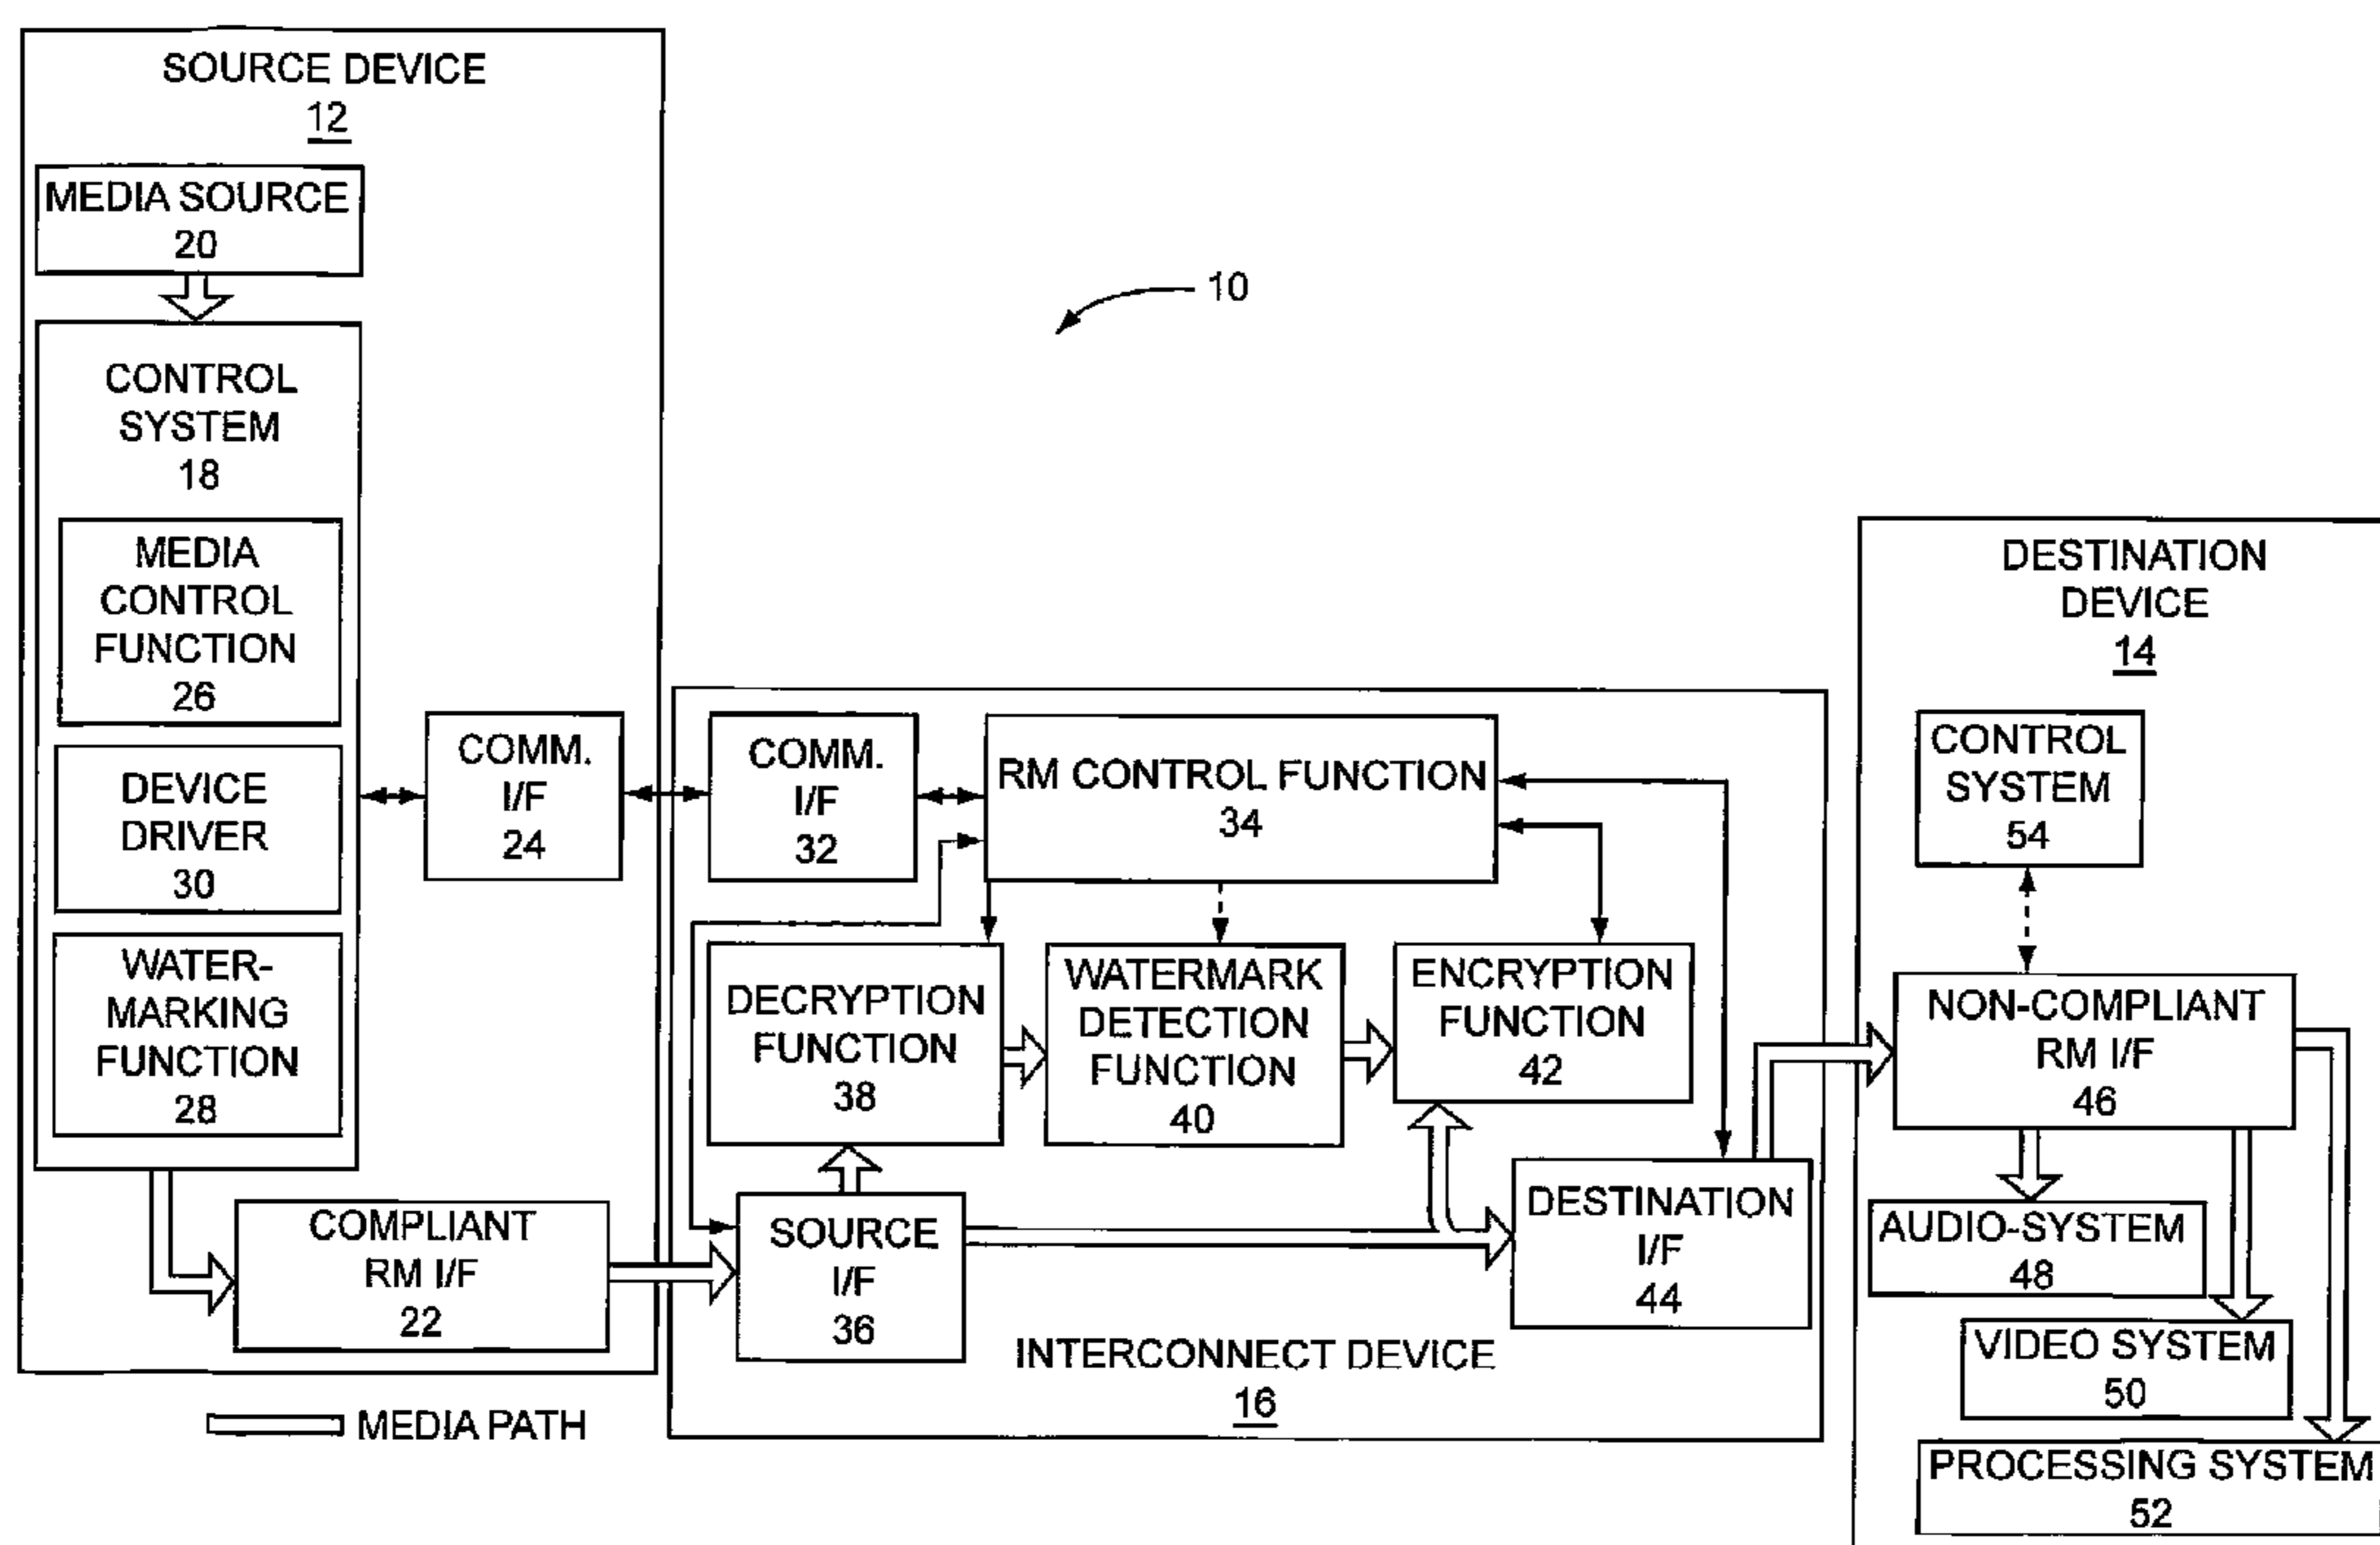 SOURCE DEVICE
12
MEDIA SOURCE
20
CONTROL
SYSTEM
18
MEDIA
CONTROL
FUNCTION
26
DEVICE
DRIVER
30
WATER-
MARKING
FUNCTION
28
COMM.
I/F
24
COMPLIANT
RM I/F
22
MEDIA PATH
10
COMM.
I/F
32
RM CONTROL FUNCTION
34
DECRYPTION
FUNCTION
38
WATERMARK
DETECTION
FUNCTION
40
ENCRYPTION
FUNCTION
42
SOURCE
I/F
36
DESTINATION
I/F
44
INTERCONNECT DEVICE
16
DESTINATION
DEVICE
14
CONTROL
SYSTEM
54
NON-COMPLIANT
RM I/F
46
AUDIO-SYSTEM
48
VIDEO SYSTEM
50
PROCESSING SYSTEM
52